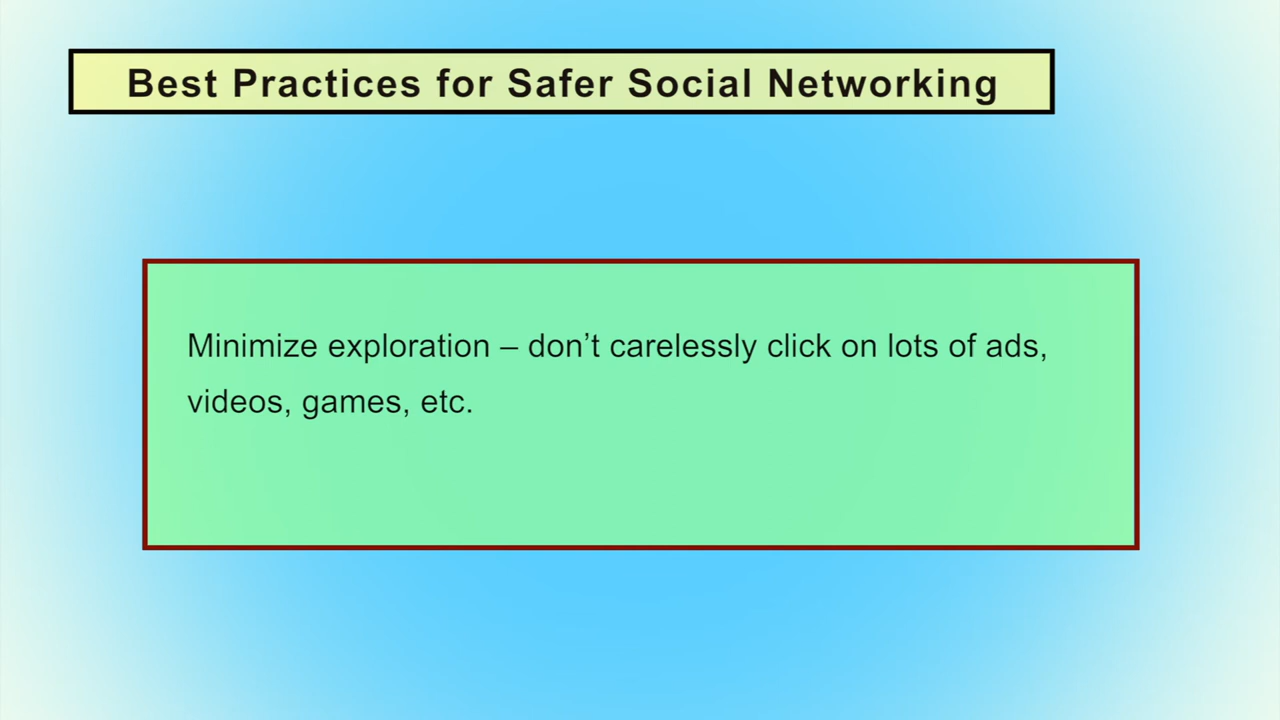 Best Practices for Safer Social Networking
Minimize exploration – don’t carelessly click on lots of ads,
videos, games, etc.